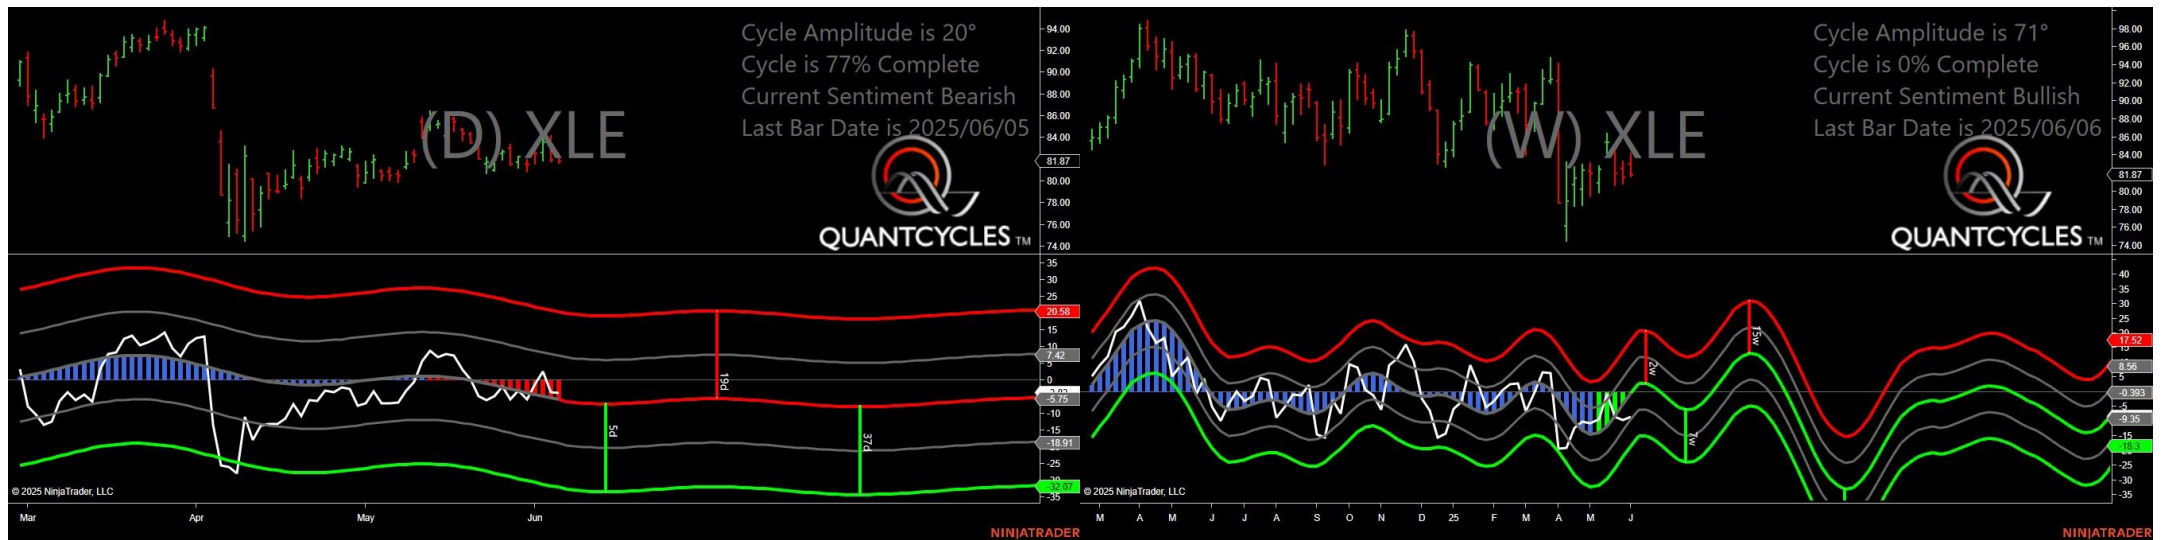 Cycle Amplitude is 20°
Cycle is 77% Complete
Current Sentiment Bearish
Last Bar Date is 2025/06/05
(D) XLE
QUANTCYCLES TM
94.00
92.00
90.00
88.00
86.00
84.00
81.87
80.00
78.00
76.00
74.00
35
30
25
20.58
15
10
7.42
5
0
-5.75
-10
-15
-18.91
-25
-32.07
-35
5d
19d
37d
© 2025 NinjaTrader, LLC
Mar Apr May Jun
NINJATRADER
Cycle Amplitude is 71°
Cycle is 0% Complete
Current Sentiment Bullish
Last Bar Date is 2025/06/06
(W) XLE
QUANTCYCLES TM
98.00
96.00
94.00
92.00
90.00
88.00
86.00
84.00
81.87
80.00
78.00
76.00
74.00
40
35
30
25
17.52
8.56
5
-0.393
-5
-9.35
-15
-18.3
-25
-30
-35
2w
7w
15w
© 2025 NinjaTrader, LLC
M A M J J A S O N D 25 F M A M J
NINJATRADER